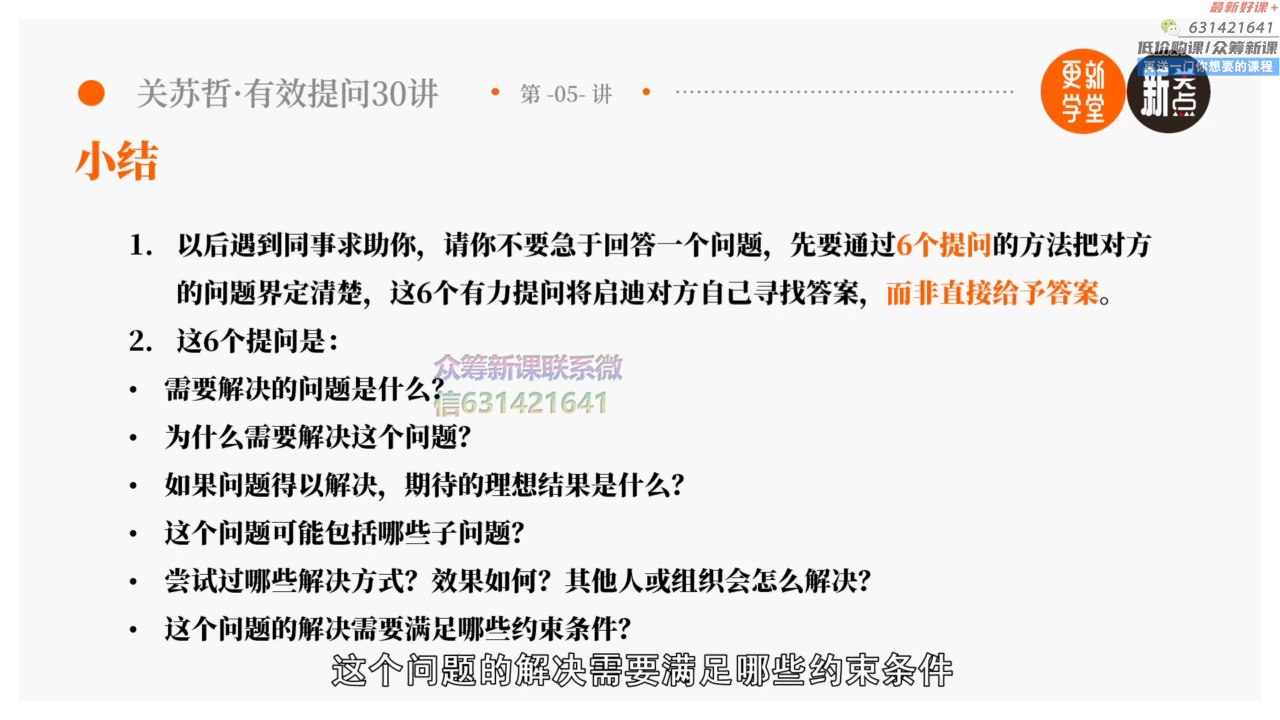 最新好课+
631421641
低价购课/众筹新课
再送一门你想要的课程
关苏哲·有效提问30讲 • 第 -05- 讲 •
更新
学堂
新关点
小结
1. 以后遇到同事求助你，请你不要急于回答一个问题，先要通过6个提问的方法把对方
的问题界定清楚，这6个有力提问将启迪对方自己寻找答案，而非直接给予答案。
2. 这6个提问是：
众筹新课联系微
• 需要解决的问题是什么？
信631421641
• 为什么需要解决这个问题？
• 如果问题得以解决，期待的理想结果是什么？
• 这个问题可能包括哪些子问题？
• 尝试过哪些解决方式？效果如何？其他人或组织会怎么解决？
• 这个问题的解决需要满足哪些约束条件？
这个问题的解决需要满足哪些约束条件